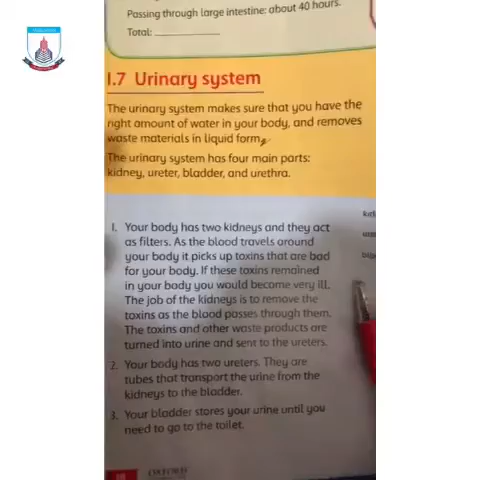 Passing through large intestine: about 40 hours.
Total:
1.7 Urinary system
The urinary system makes sure that you have the
right amount of water in your body, and removes
waste materials in liquid form.
The urinary system has four main parts:
kidney, ureter, bladder, and urethra.
1. Your body has two kidneys and they act
as filters. As the blood travels around
your body it picks up toxins that are bad
for your body. If these toxins remained
in your body you would become very ill.
The job of the kidneys is to remove the
toxins as the blood passes through them.
The toxins and other waste products are
turned into urine and sent to the ureters.
2. Your body has two ureters. They are
tubes that transport the urine from the
kidneys to the bladder.
3. Your bladder stores your urine until you
need to go to the toilet.
OXFORD